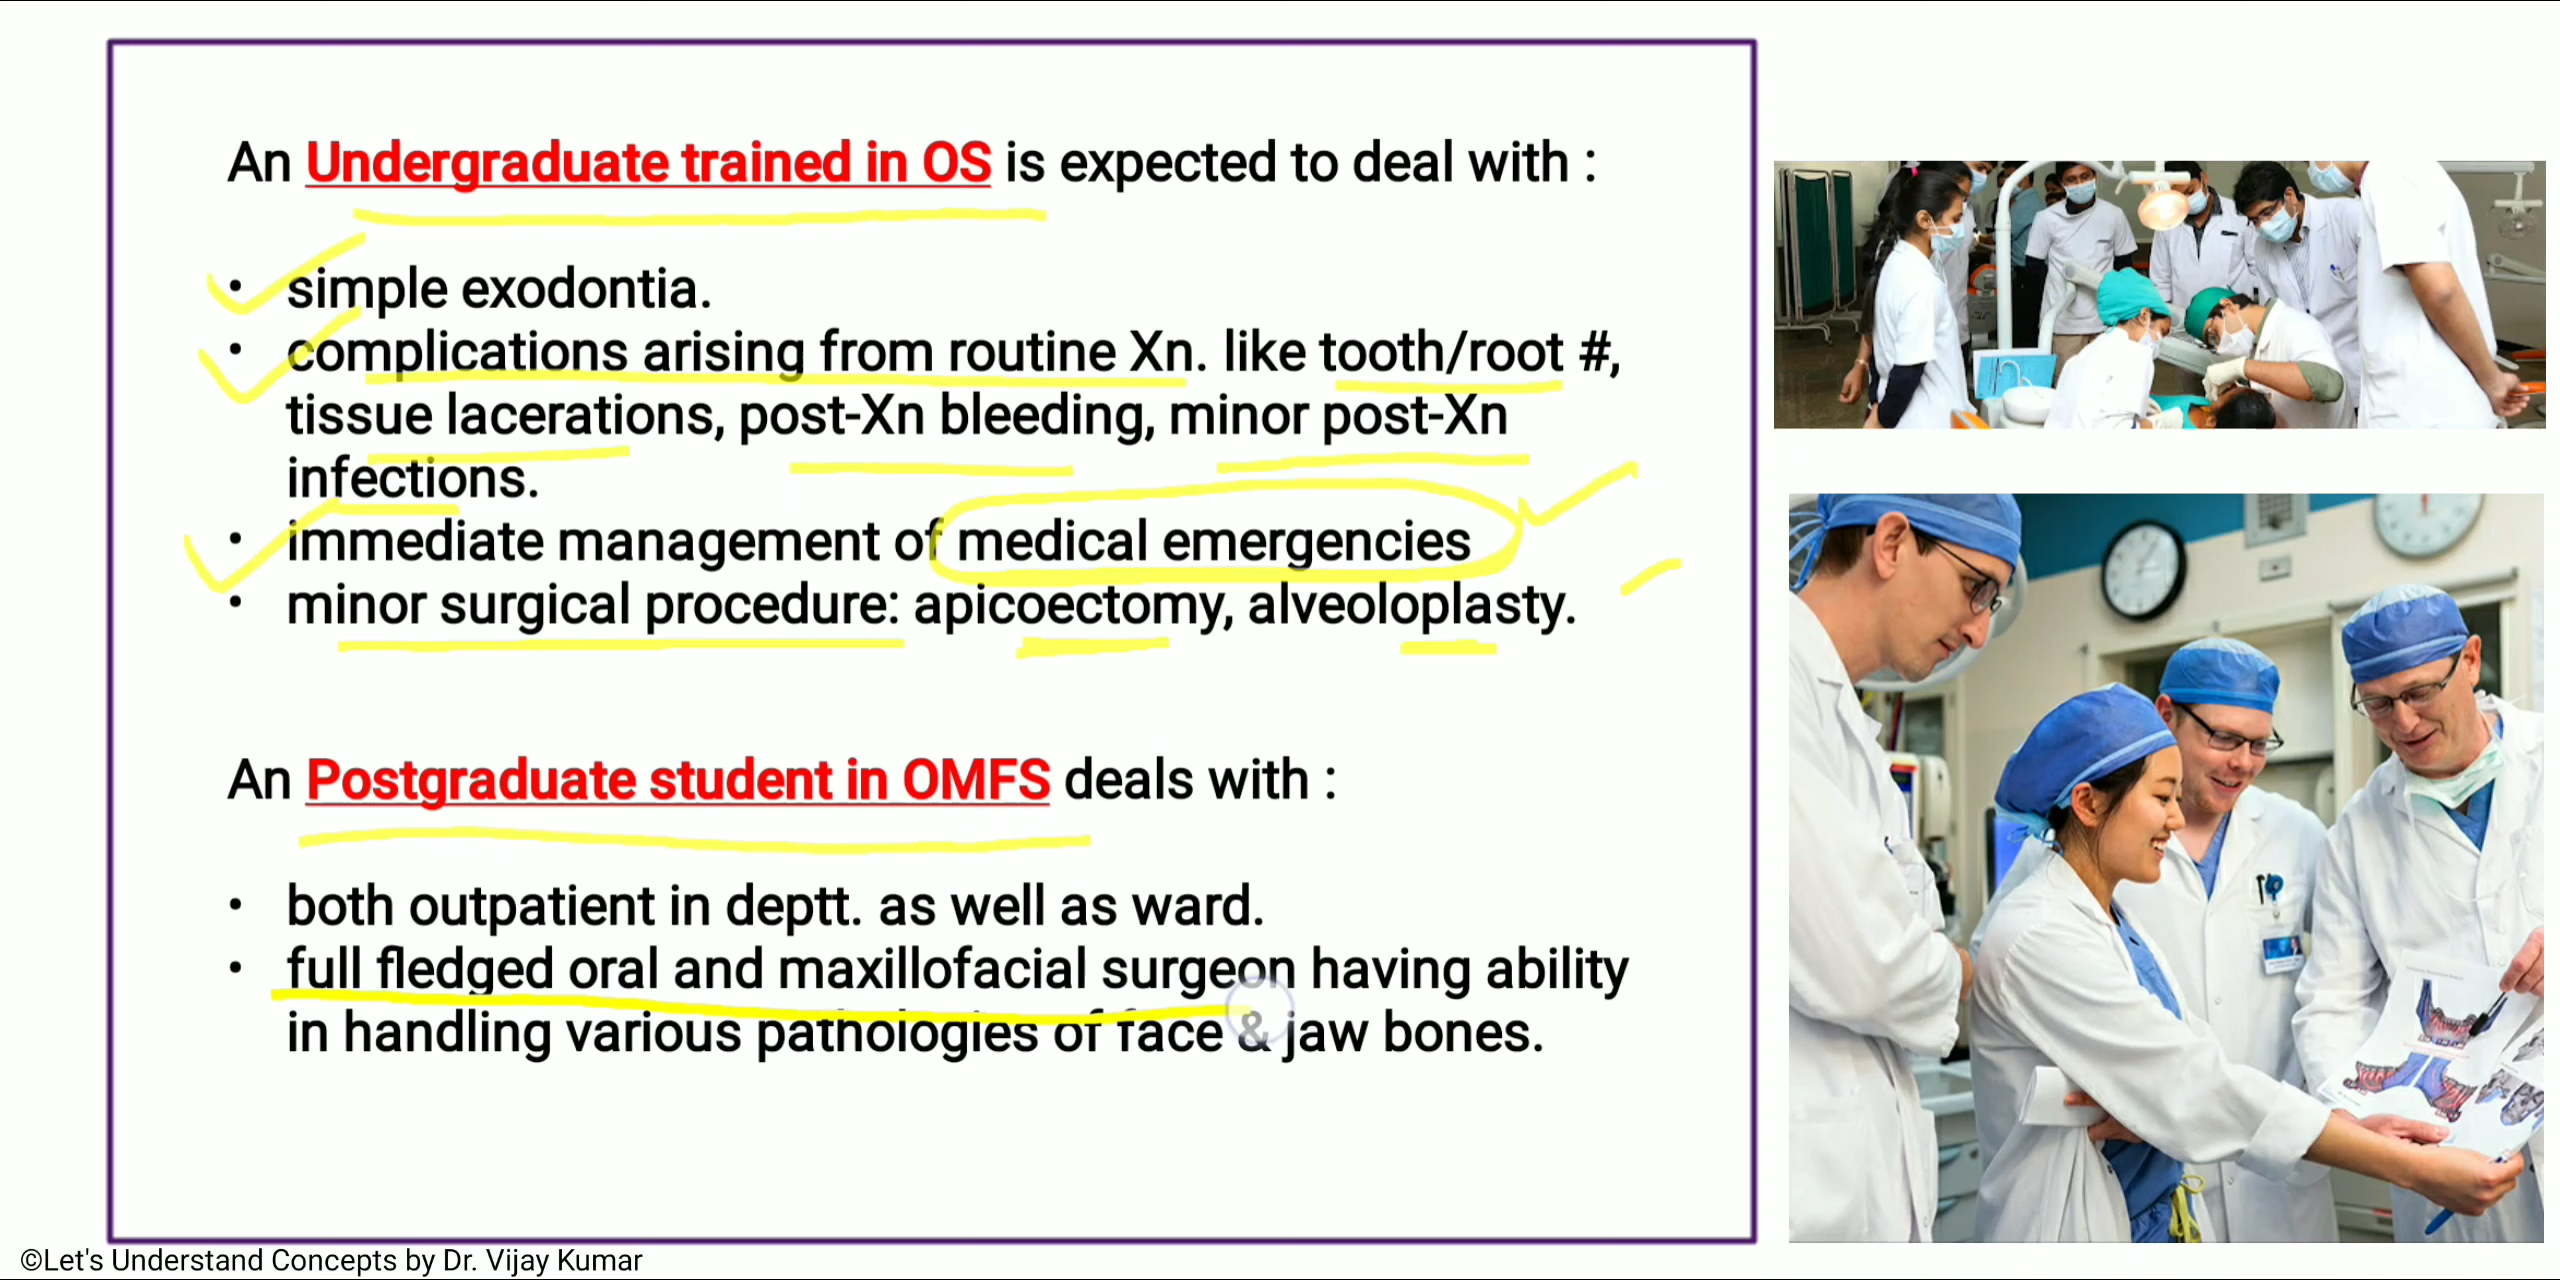 An Undergraduate trained in OS is expected to deal with :
• simple exodontia.
• complications arising from routine Xn. like tooth/root #,
tissue lacerations, post-Xn bleeding, minor post-Xn
infections.
• immediate management of medical emergencies
• minor surgical procedure: apicoectomy, alveoloplasty.
An Postgraduate student in OMFS deals with :
• both outpatient in deptt. as well as ward.
• full fledged oral and maxillofacial surgeon having ability
in handling various pathologies of face & jaw bones.
©Let's Understand Concepts by Dr. Vijay Kumar